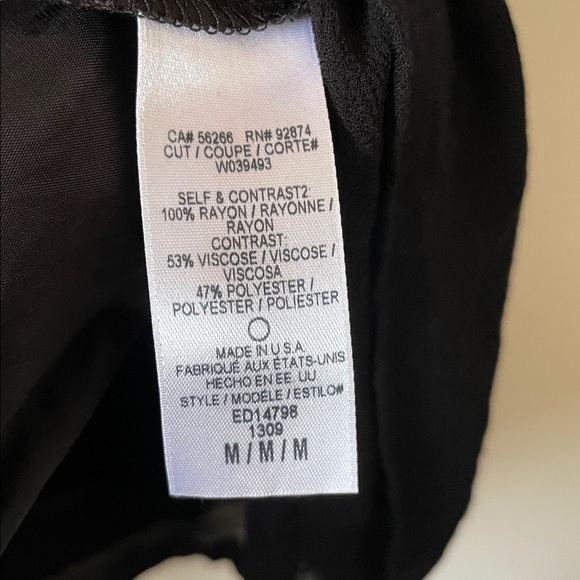 CA# 56266 RN# 92874
CUT / COUPE / CORTE#
W039493
SELF & CONTRAST2:
100% RAYON / RAYONNE /
RAYON
CONTRAST:
53% VISCOSE / VISCOSE /
VISCOSA
47% POLYESTER /
POLYESTER / POLIESTER
MADE IN U.S.A.
FABRIQUÉ AUX ÉTATS-UNIS
HECHO EN EE. UU
STYLE / MODÈLE / ESTILO#
ED14798
1309
M / M / M